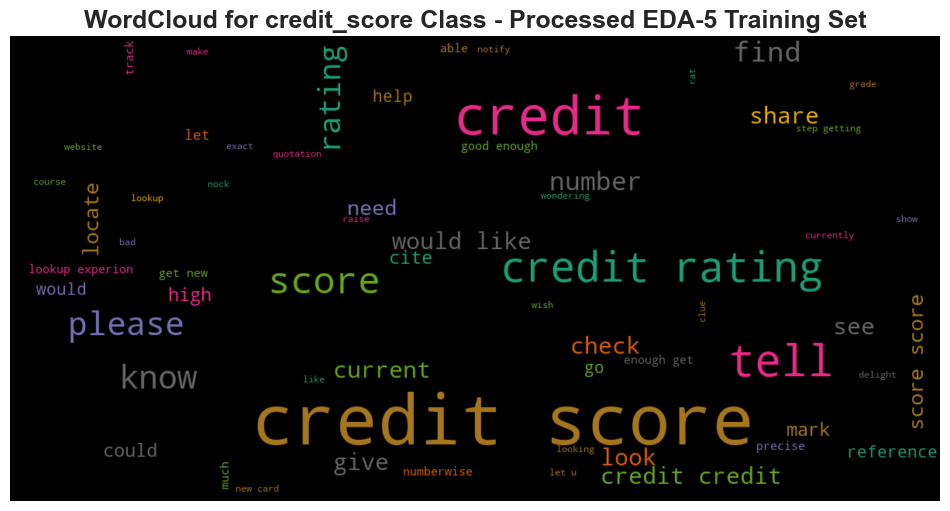 WordCloud for credit_score Class - Processed EDA-5 Training Set
track
make
able
notify
find
rating
rat
grade
help
credit
share
step getting
let
exact
good enough
website
quotation
course
nock
number
locate
lookup
wondering
need
raise
show
bad
would like
currently
cite
lookup experion
get new
score
credit rating
would
high
wish
clue
please
see
score score
check
tell
enough get
go
know
current
like
delight
credit score
mark
could
looking
precise
reference
give
look
much
numberwise
let u
credit credit
new card